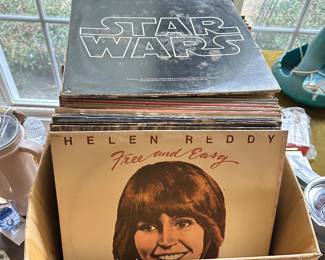 STAR
WARS
HELEN REDDY
Free and Easy